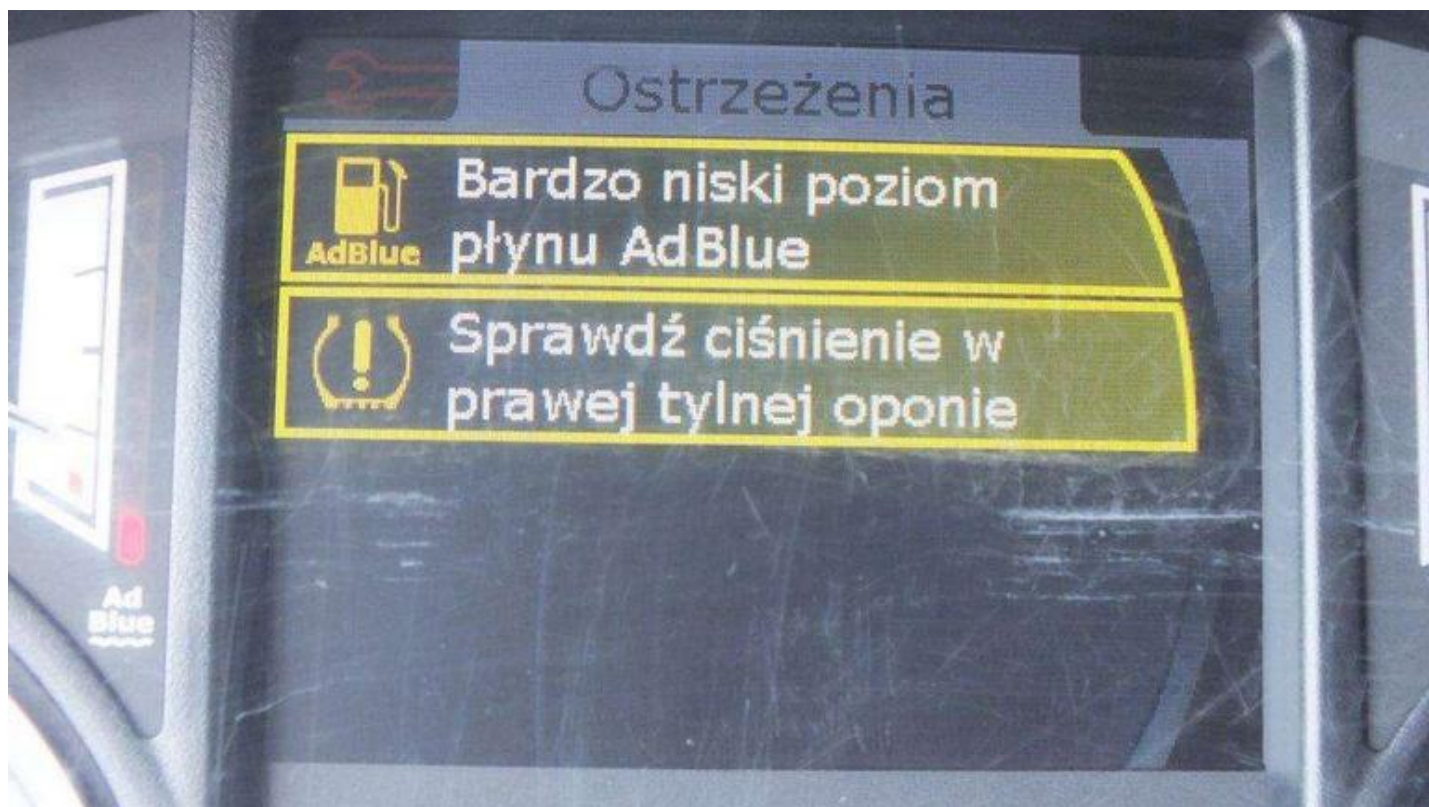 Ostrzeżenia
Bardzo niski poziom
płynu AdBlue
AdBlue
Sprawdź ciśnienie w
prawej tylnej oponie
Ad
Blue